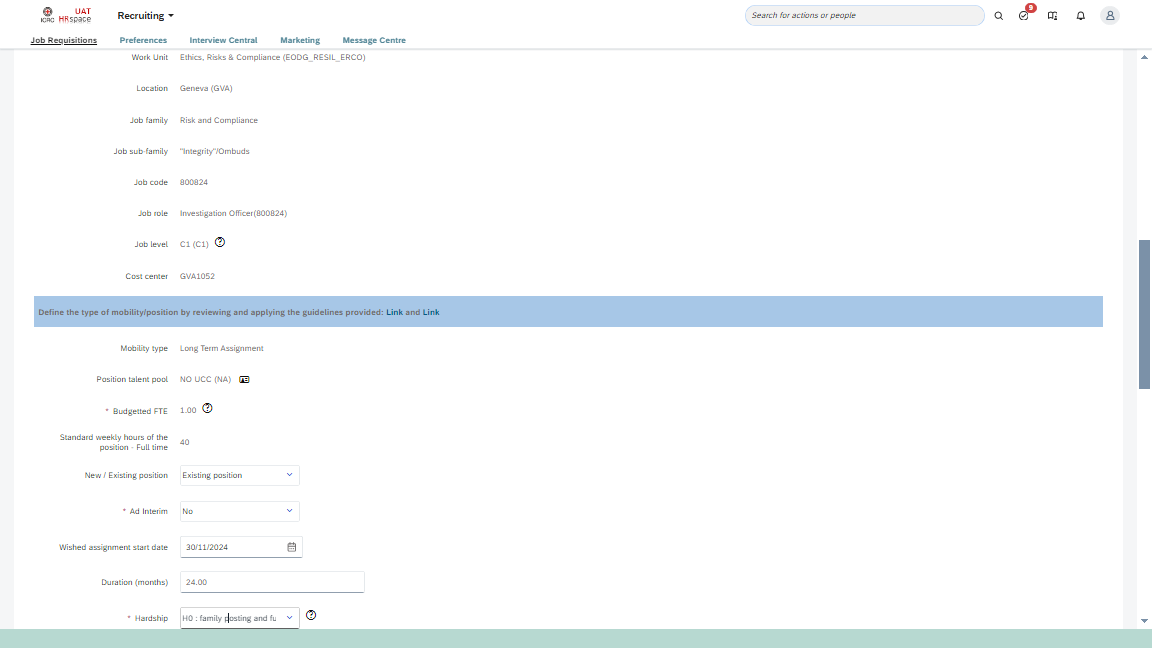 UAT
ICRC HRspace
Recruiting
Search for actions or people
9
Job Requisitions Preferences Interview Central Marketing Message Centre
Work Unit Ethics, Risks & Compliance (EODG_RESIL_ERCO)
Location Geneva (GVA)
Job family Risk and Compliance
Job sub-family "Integrity"/Ombuds
Job code 800824
Job role Investigation Officer(800824)
Job level C1 (C1) ?
Cost center GVA1052
Define the type of mobility/position by reviewing and applying the guidelines provided: Link and Link
Mobility type Long Term Assignment
Position talent pool NO UCC (NA)
* Budgetted FTE 1.00 ?
Standard weekly hours of the
position - Full time 40
New / Existing position Existing position
* Ad Interim No
Wished assignment start date 30/11/2024
Duration (months) 24.00
* Hardship H0 : family posting and fu ?